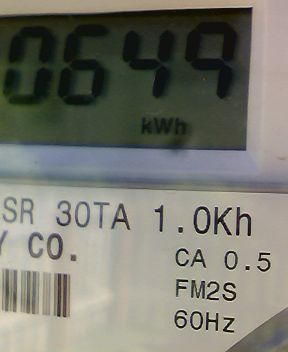 0649
kWh
SR 30TA 1.0Kh
Y CO.
CA 0.5
FM2S
60Hz